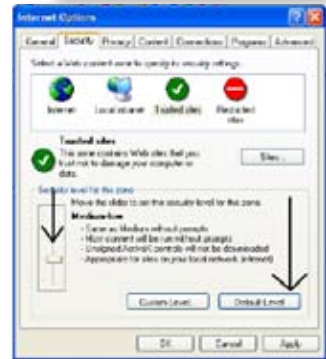 Internet Options
General Security Privacy Content Connections Programs Advanced
Select a Web content zone to specify its security settings.
Internet Local intranet Trusted sites Restricted sites
Trusted sites
This zone contains Web sites that you trust not to damage your computer or data.
Sites...
Security level for this zone
Move the slider to set the security level for this zone.
Medium-low
- Same as Medium without prompts
- Most content will be run without prompts
- Unsigned ActiveX controls will not be downloaded
- Appropriate for sites on your local network (intranet)
Custom Level... Default Level
OK Cancel Apply